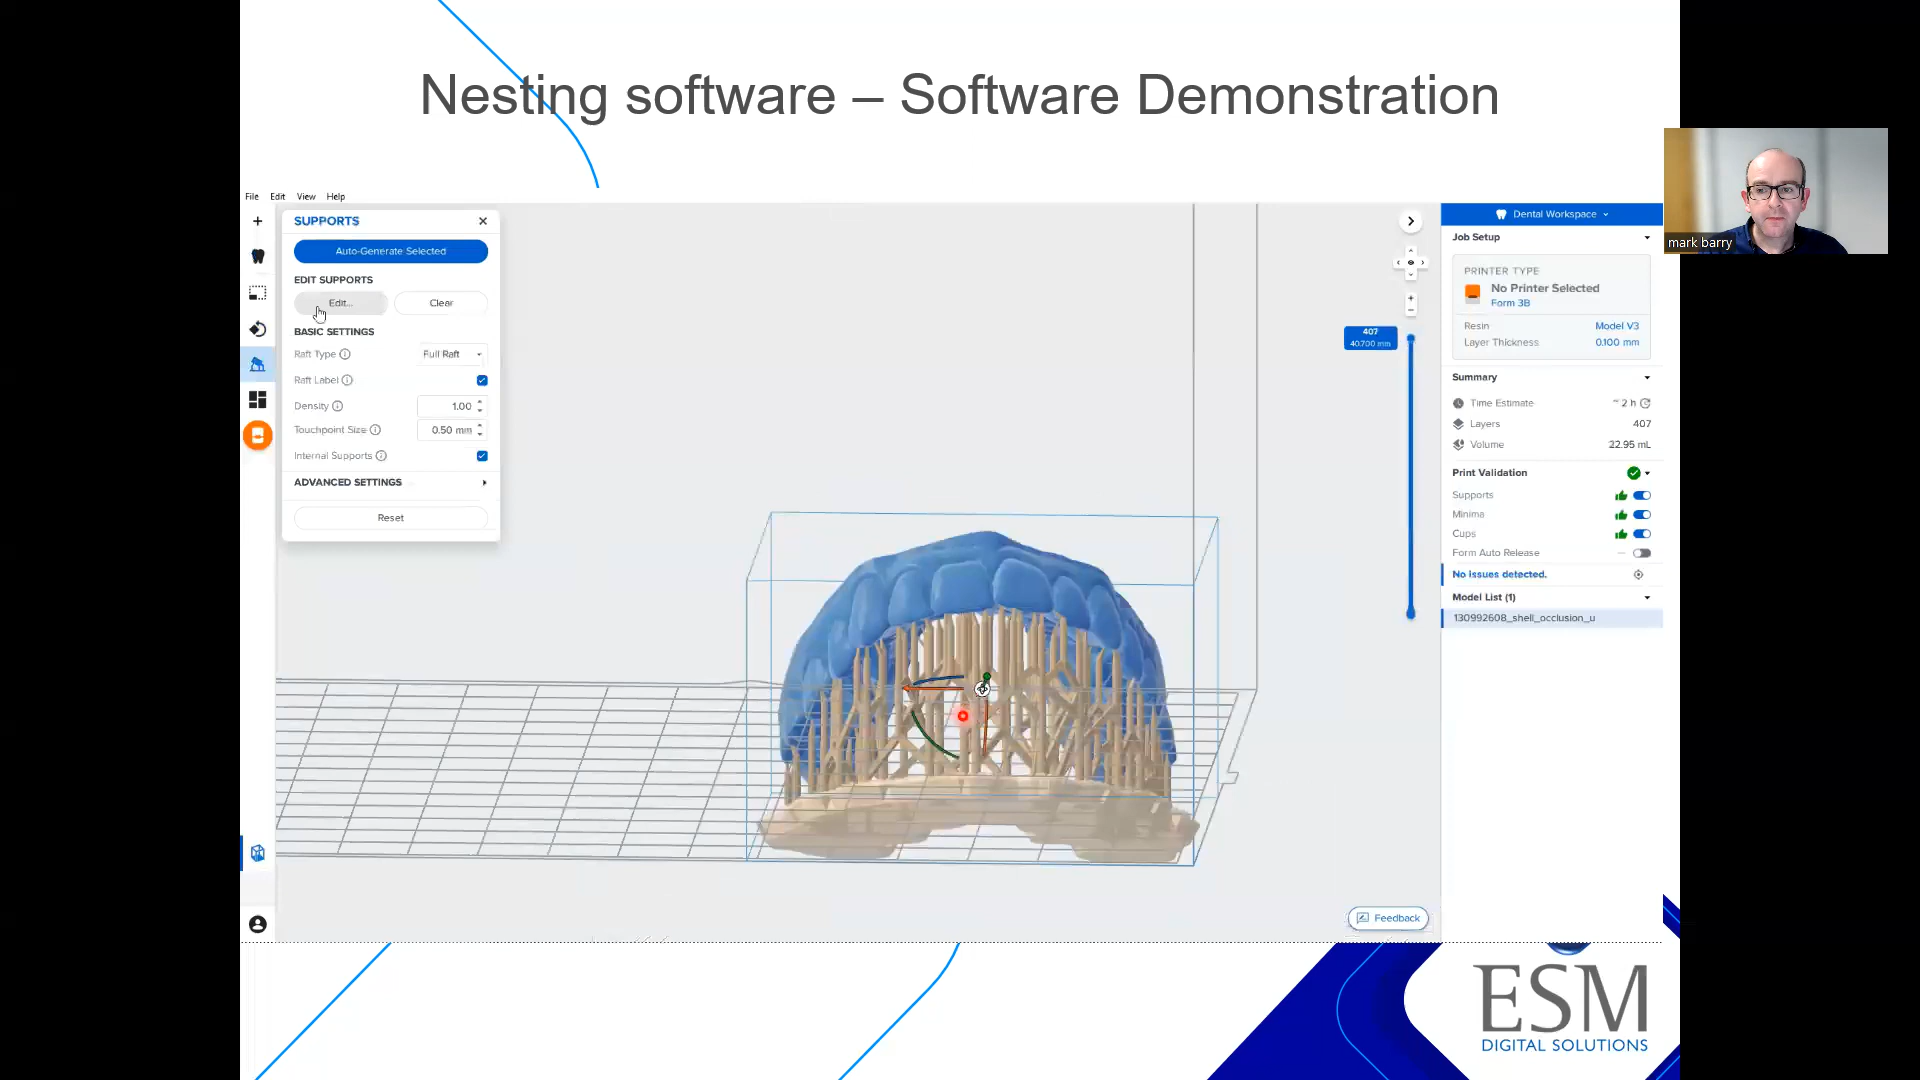 Nesting software – Software Demonstration
mark barry
File Edit View Help
SUPPORTS
Auto-Generate Selected
EDIT SUPPORTS
Edit... Clear
BASIC SETTINGS
Raft Type Full Raft
Raft Label
Density 1.00
Touchpoint Size 0.50 mm
Internal Supports
ADVANCED SETTINGS
Reset
407
40.700 mm
Dental Workspace
Job Setup
PRINTER TYPE
No Printer Selected
Form 3B
Resin Model V3
Layer Thickness 0.100 mm
Summary
Time Estimate ~ 2 h
Layers 407
Volume 22.95 mL
Print Validation
Supports
Minima
Cups
Form Auto Release
No issues detected.
Model List (1)
130992608_shell_occlusion_u
Feedback
ESM
DIGITAL SOLUTIONS